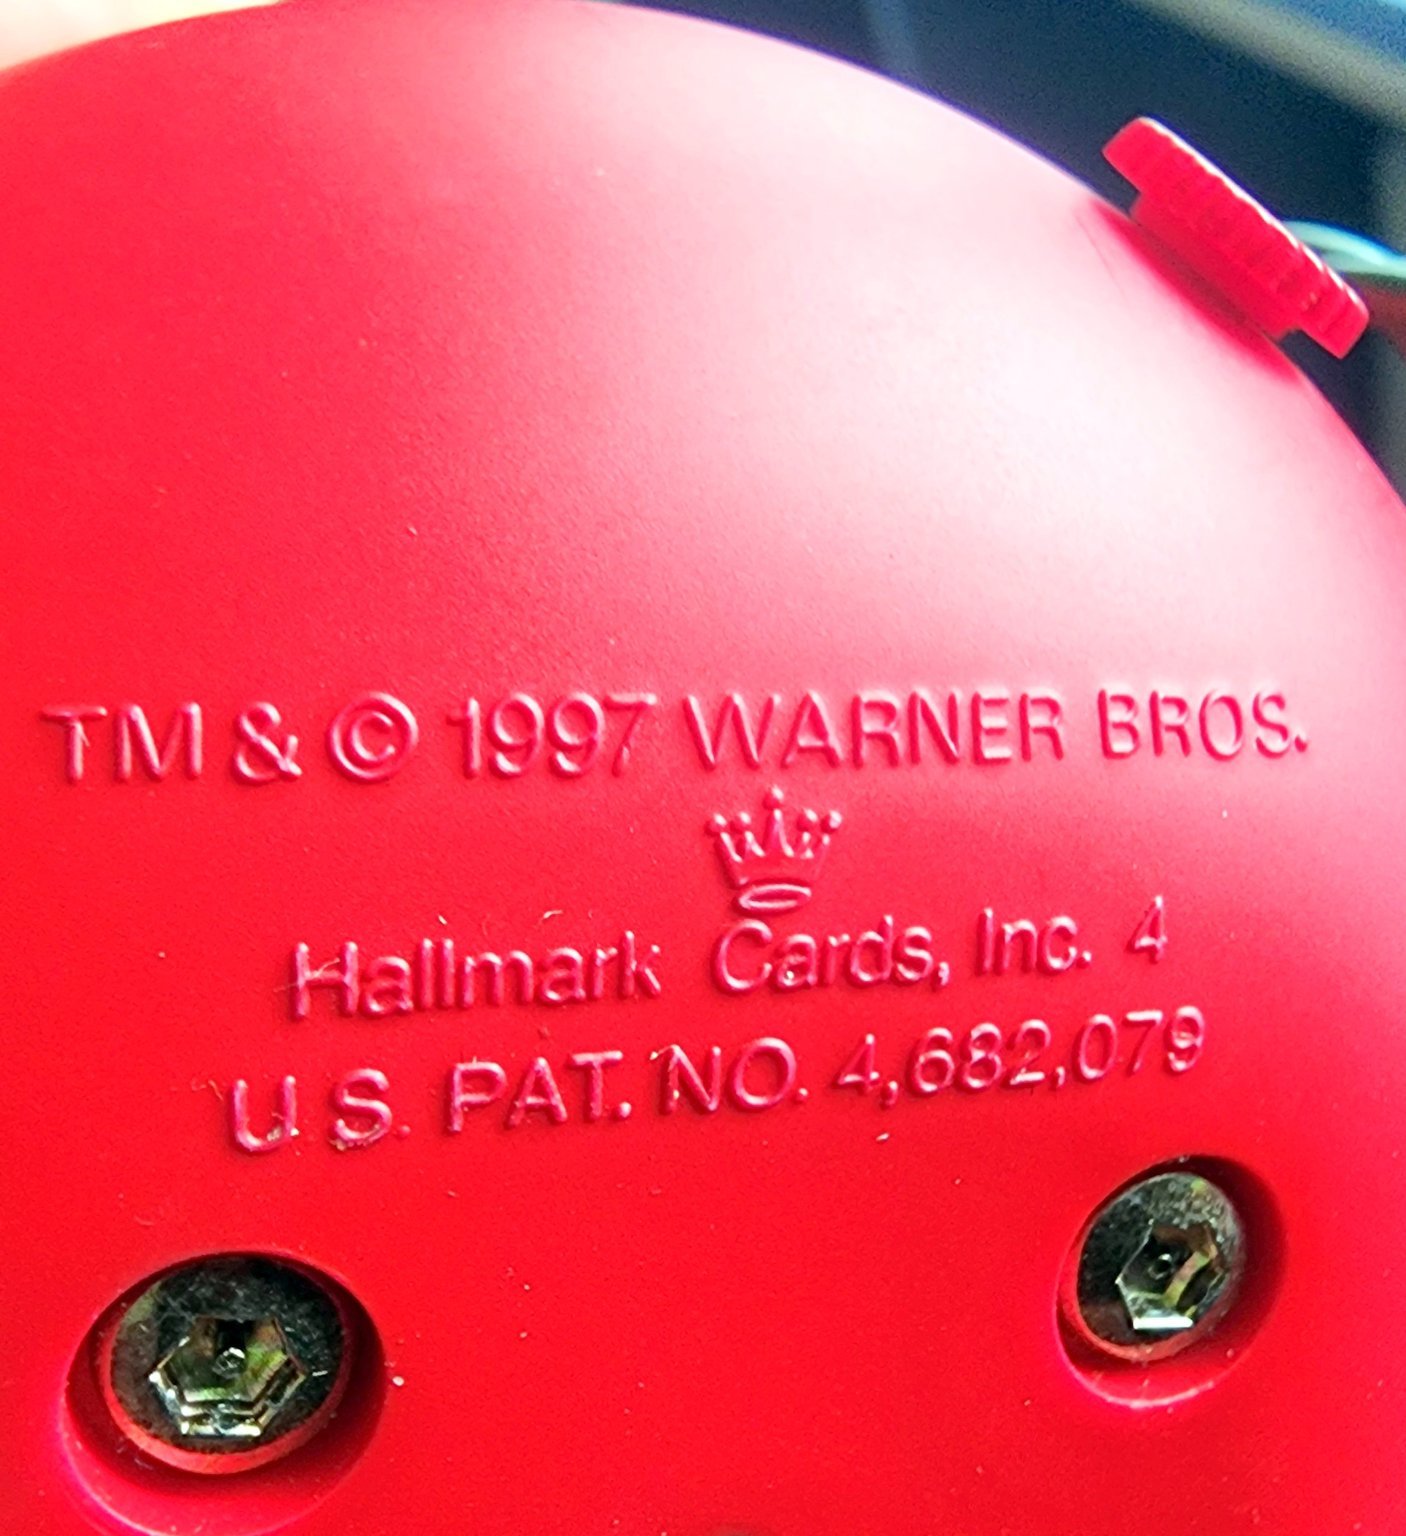 TM & © 1997 WARNER BROS.
Hallmark Cards, Inc. 4
U.S. PAT. NO. 4,682,079